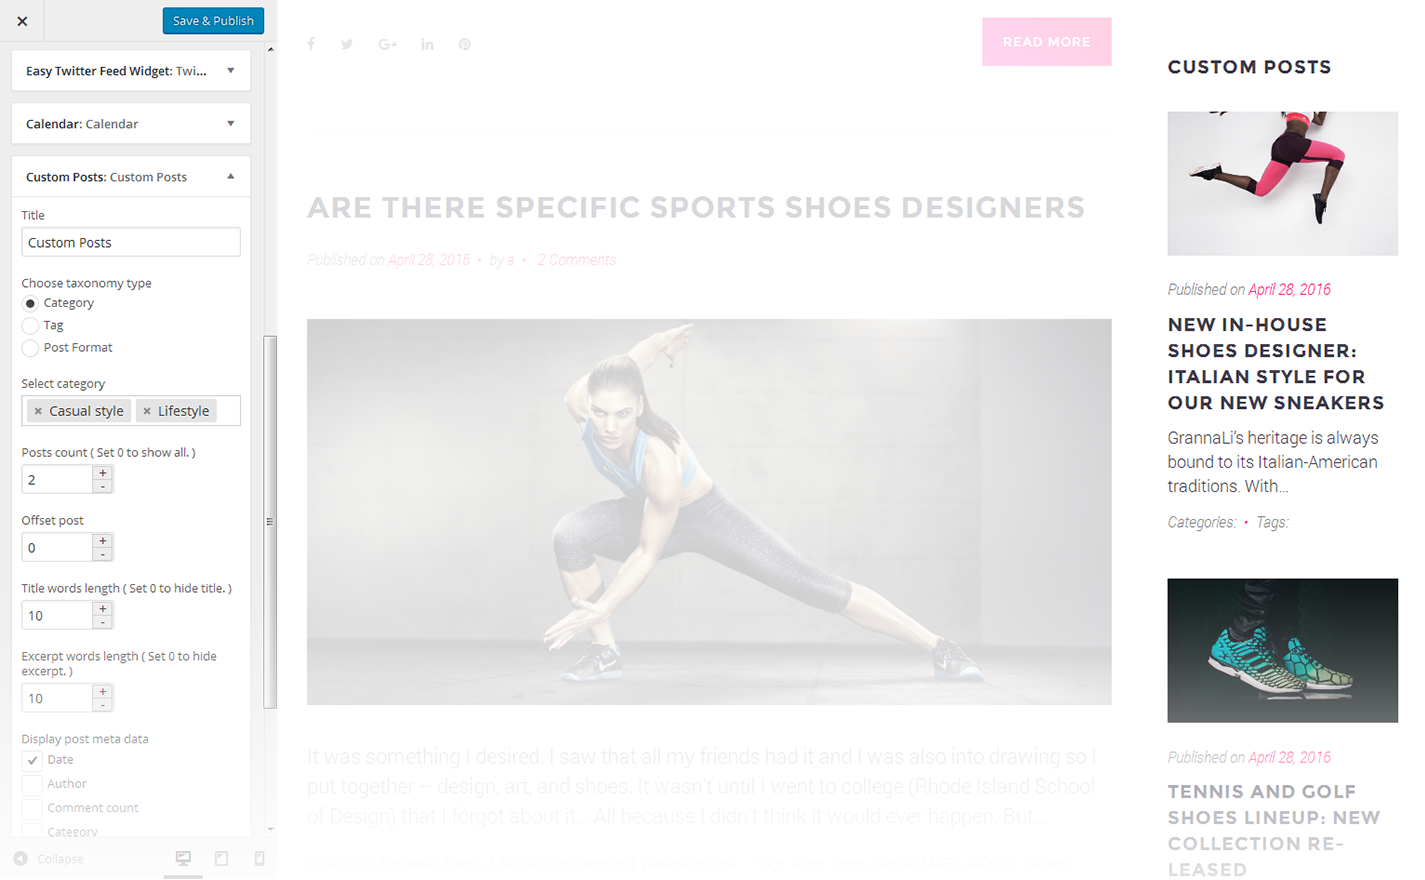 Save & Publish
Easy Twitter Feed Widget: Twi...
Calendar: Calendar
Custom Posts: Custom Posts
Title
Custom Posts
Choose taxonomy type
Category
Tag
Post Format
Select category
× Casual style × Lifestyle
Posts count ( Set 0 to show all. )
2
+
-
Offset post
0
+
-
Title words length ( Set 0 to hide title. )
10
+
-
Excerpt words length ( Set 0 to hide
excerpt. )
10
+
-
Display post meta data
Date
Author
Comment count
Category
Collapse
READ MORE
ARE THERE SPECIFIC SPORTS SHOES DESIGNERS
Published on April 28, 2016 • by a • 2 Comments
It was something I desired. I saw that all my friends had it and I was also into drawing so I
put together – design, art, and shoes. It wasn't until I went to college (Rhode Island School
of Design) that I forgot about it... All because I didn't think it would ever happen. But...
CUSTOM POSTS
Published on April 28, 2016
NEW IN-HOUSE
SHOES DESIGNER:
ITALIAN STYLE FOR
OUR NEW SNEAKERS
GrannaLi's heritage is always
bound to its Italian-American
traditions. With...
Categories: • Tags:
Published on April 28, 2016
TENNIS AND GOLF
SHOES LINEUP: NEW
COLLECTION RE-
LEASED